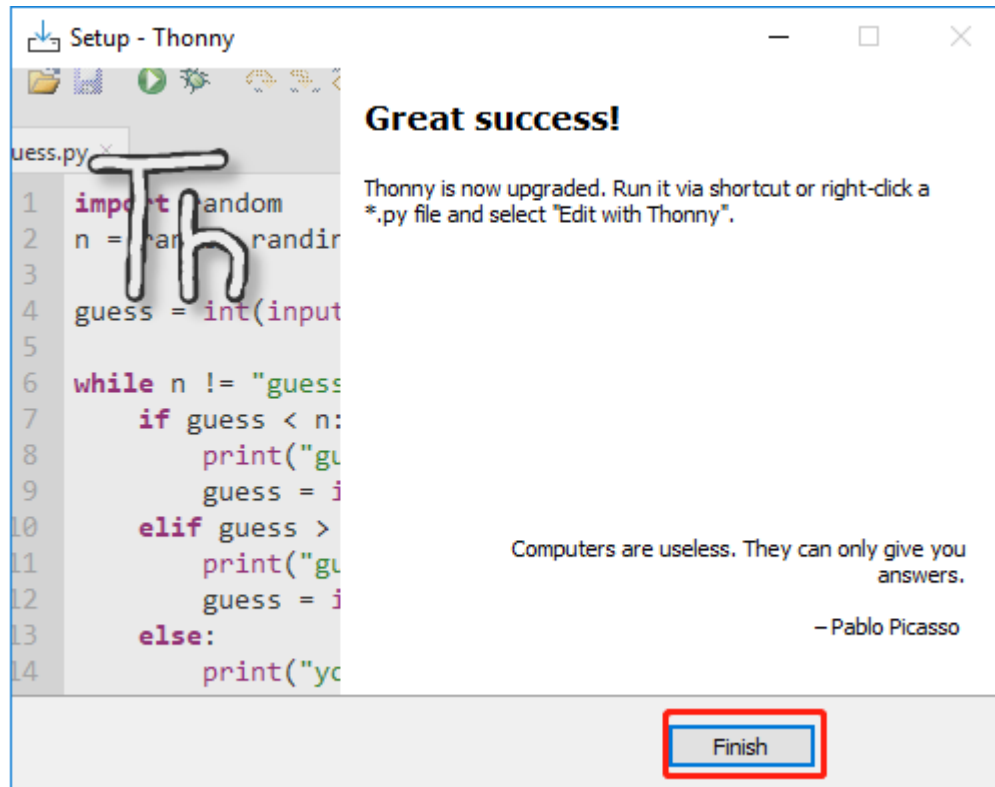 Setup - Thonny
Great success!
Thonny is now upgraded. Run it via shortcut or right-click a
*.py file and select "Edit with Thonny".
uess.py
Th
1 import random
2 n = randin
3
4 guess = int(input
5
6 while n != "guess
7 if guess < n:
8 print("gu
9 guess = i
10 elif guess >
11 print("gu
12 guess = i
13 else:
14 print("yo
Computers are useless. They can only give you
answers.
– Pablo Picasso
Finish